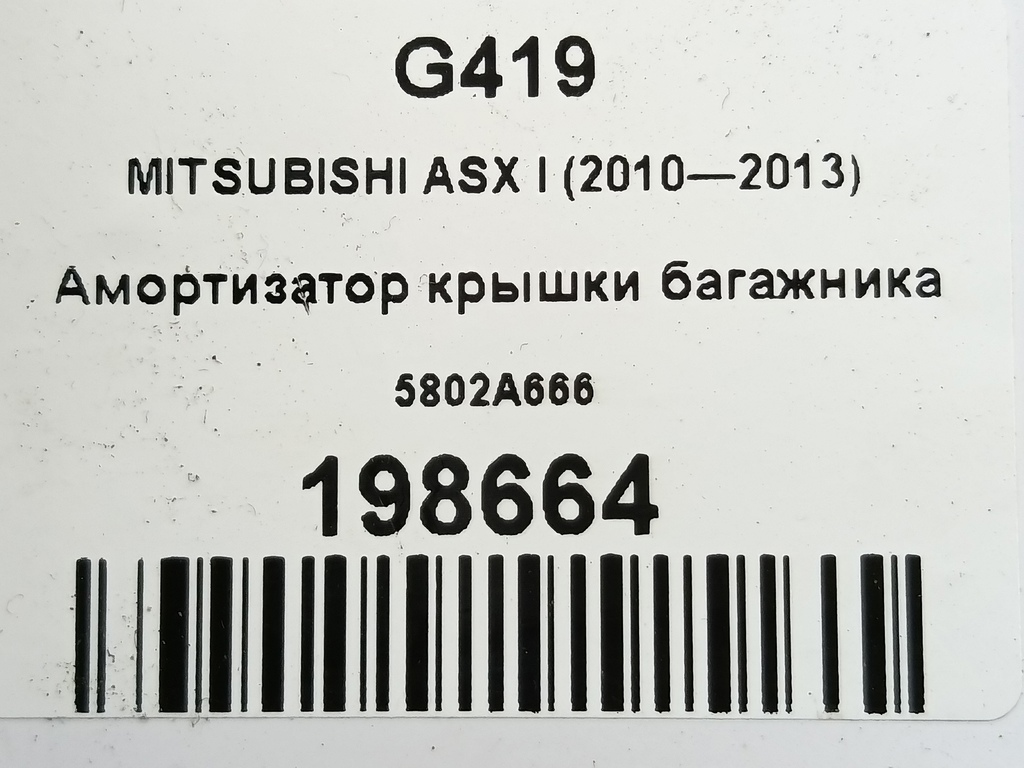 G419
MITSUBISHI ASX I (2010—2013)
Амортизатор крышки багажника
5802A666
198664